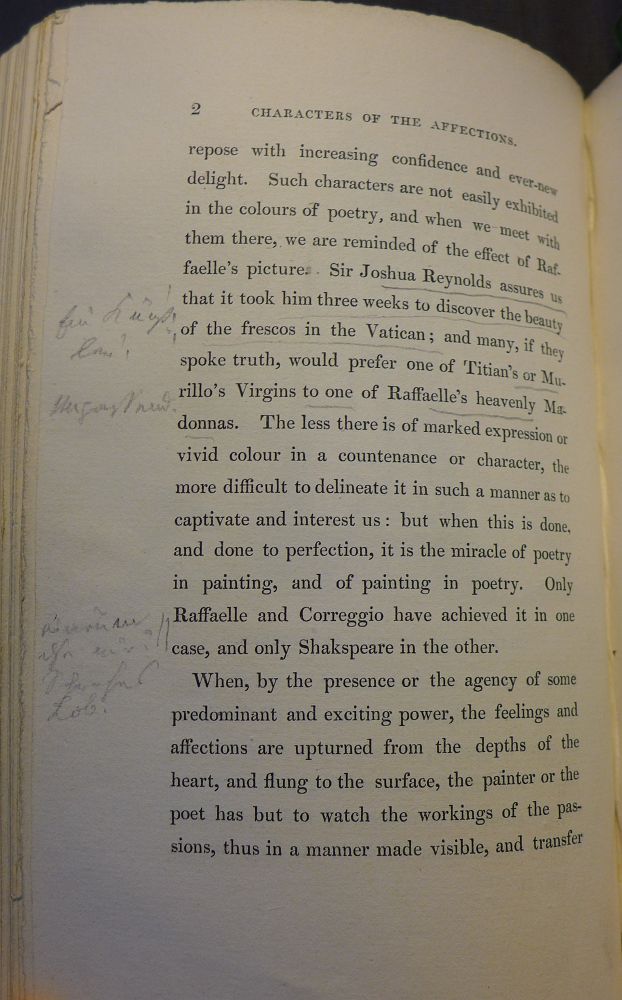 2 CHARACTERS OF THE AFFECTIONS.
repose with increasing confidence and ever-new
delight. Such characters are not easily exhibited
in the colours of poetry, and when we meet with
them there, we are reminded of the effect of Raf-
faelle's picture. Sir Joshua Reynolds assures us
that it took him three weeks to discover the beauty
of the frescos in the Vatican; and many, if they
spoke truth, would prefer one of Titian's or Mu-
rillo's Virgins to one of Raffaelle's heavenly Ma-
donnas. The less there is of marked expression or
vivid colour in a countenance or character, the
more difficult to delineate it in such a manner as to
captivate and interest us: but when this is done,
and done to perfection, it is the miracle of poetry
in painting, and of painting in poetry. Only
Raffaelle and Correggio have achieved it in one
case, and only Shakspeare in the other.
When, by the presence or the agency of some
predominant and exciting power, the feelings and
affections are upturned from the depths of the
heart, and flung to the surface, the painter or the
poet has but to watch the workings of the pas-
sions, thus in a manner made visible, and transfer
Lob!